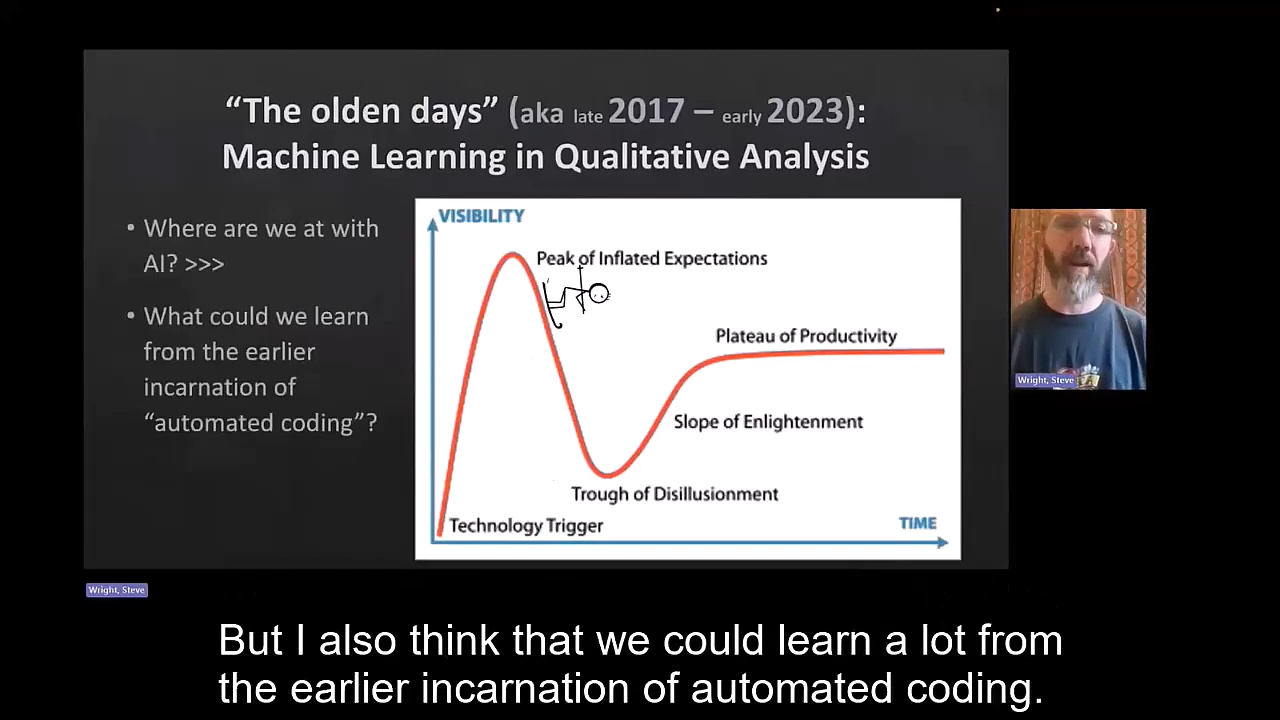 “The olden days” (aka late 2017 – early 2023):
Machine Learning in Qualitative Analysis
• Where are we at with
AI? >>>
• What could we learn
from the earlier
incarnation of
“automated coding”?
VISIBILITY
Peak of Inflated Expectations
Plateau of Productivity
Slope of Enlightenment
Trough of Disillusionment
Technology Trigger
TIME
Wright, Steve
Wright, Steve
But I also think that we could learn a lot from
the earlier incarnation of automated coding.